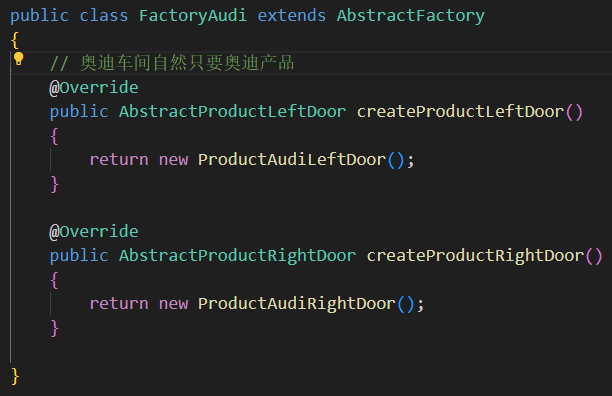 public class FactoryAudi extends AbstractFactory
{
// 奥迪车间自然只要奥迪产品
@Override
public AbstractProductLeftDoor createProductLeftDoor()
{
return new ProductAudiLeftDoor();
}
@Override
public AbstractProductRightDoor createProductRightDoor()
{
return new ProductAudiRightDoor();
}
}